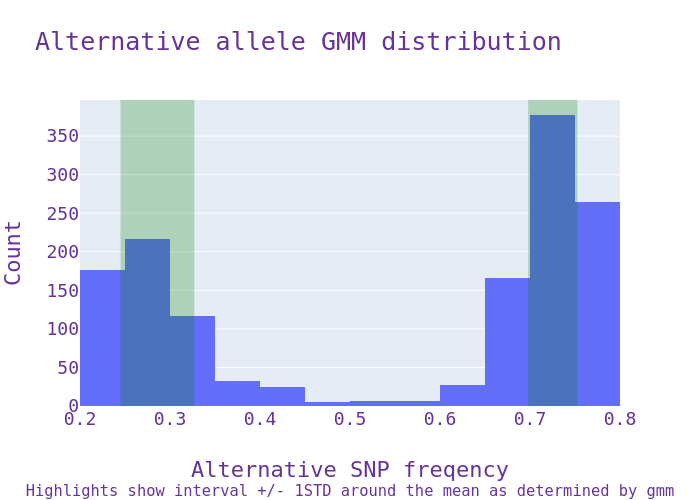 Alternative allele GMM distribution
350
300
250
200
150
100
50
0
Count
0.2 0.3 0.4 0.5 0.6 0.7 0.8
Alternative SNP freqency
Highlights show interval +/- 1STD around the mean as determined by gmm